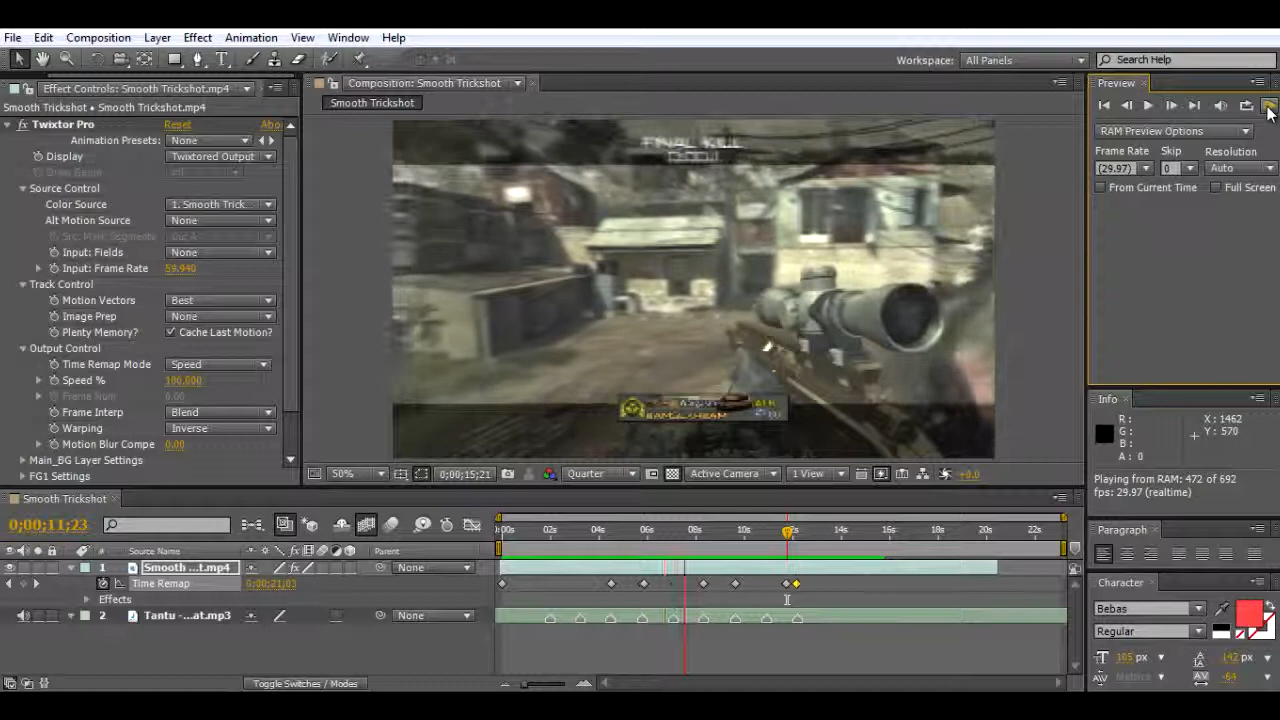 File Edit Composition Layer Effect Animation View Window Help
Workspace: All Panels Search Help
Effect Controls: Smooth Trickshot.mp4
Smooth Trickshot • Smooth Trickshot.mp4
Twixtor Pro Reset Abo
Animation Presets: None
Display Twixtored Output
Source Control
Color Source 1. Smooth Trick
Alt Motion Source None
Input: Fields None
Input: Frame Rate 59.940
Track Control
Motion Vectors Best
Image Prep None
Plenty Memory? Cache Last Motion?
Output Control
Time Remap Mode Speed
Speed % 100.000
Frame Num 0.00
Frame Interp Blend
Warping Inverse
Motion Blur Compe 0.00
Main_BG Layer Settings
FG1 Settings
Composition: Smooth Trickshot
Smooth Trickshot
FINAL KILL
50% 0;00;15;21 Quarter Active Camera 1 View +0.0
Preview
RAM Preview Options
Frame Rate Skip Resolution
(29.97) 0 Auto
From Current Time Full Screen
Info
R: X: 1462
G: Y: 570
B:
A: 0
Playing from RAM: 472 of 692
fps: 29.97 (realtime)
Paragraph
Character
Bebas
Regular
105 px 142 px
Metrics -64
Smooth Trickshot
0;00;11;23
02s 04s 06s 08s 10s 14s 16s 18s 20s 22s
# Source Name Parent
1 Smooth ...t.mp4 None
Time Remap 0;00;21;03
Effects
2 Tantu -...at.mp3 None
Toggle Switches / Modes